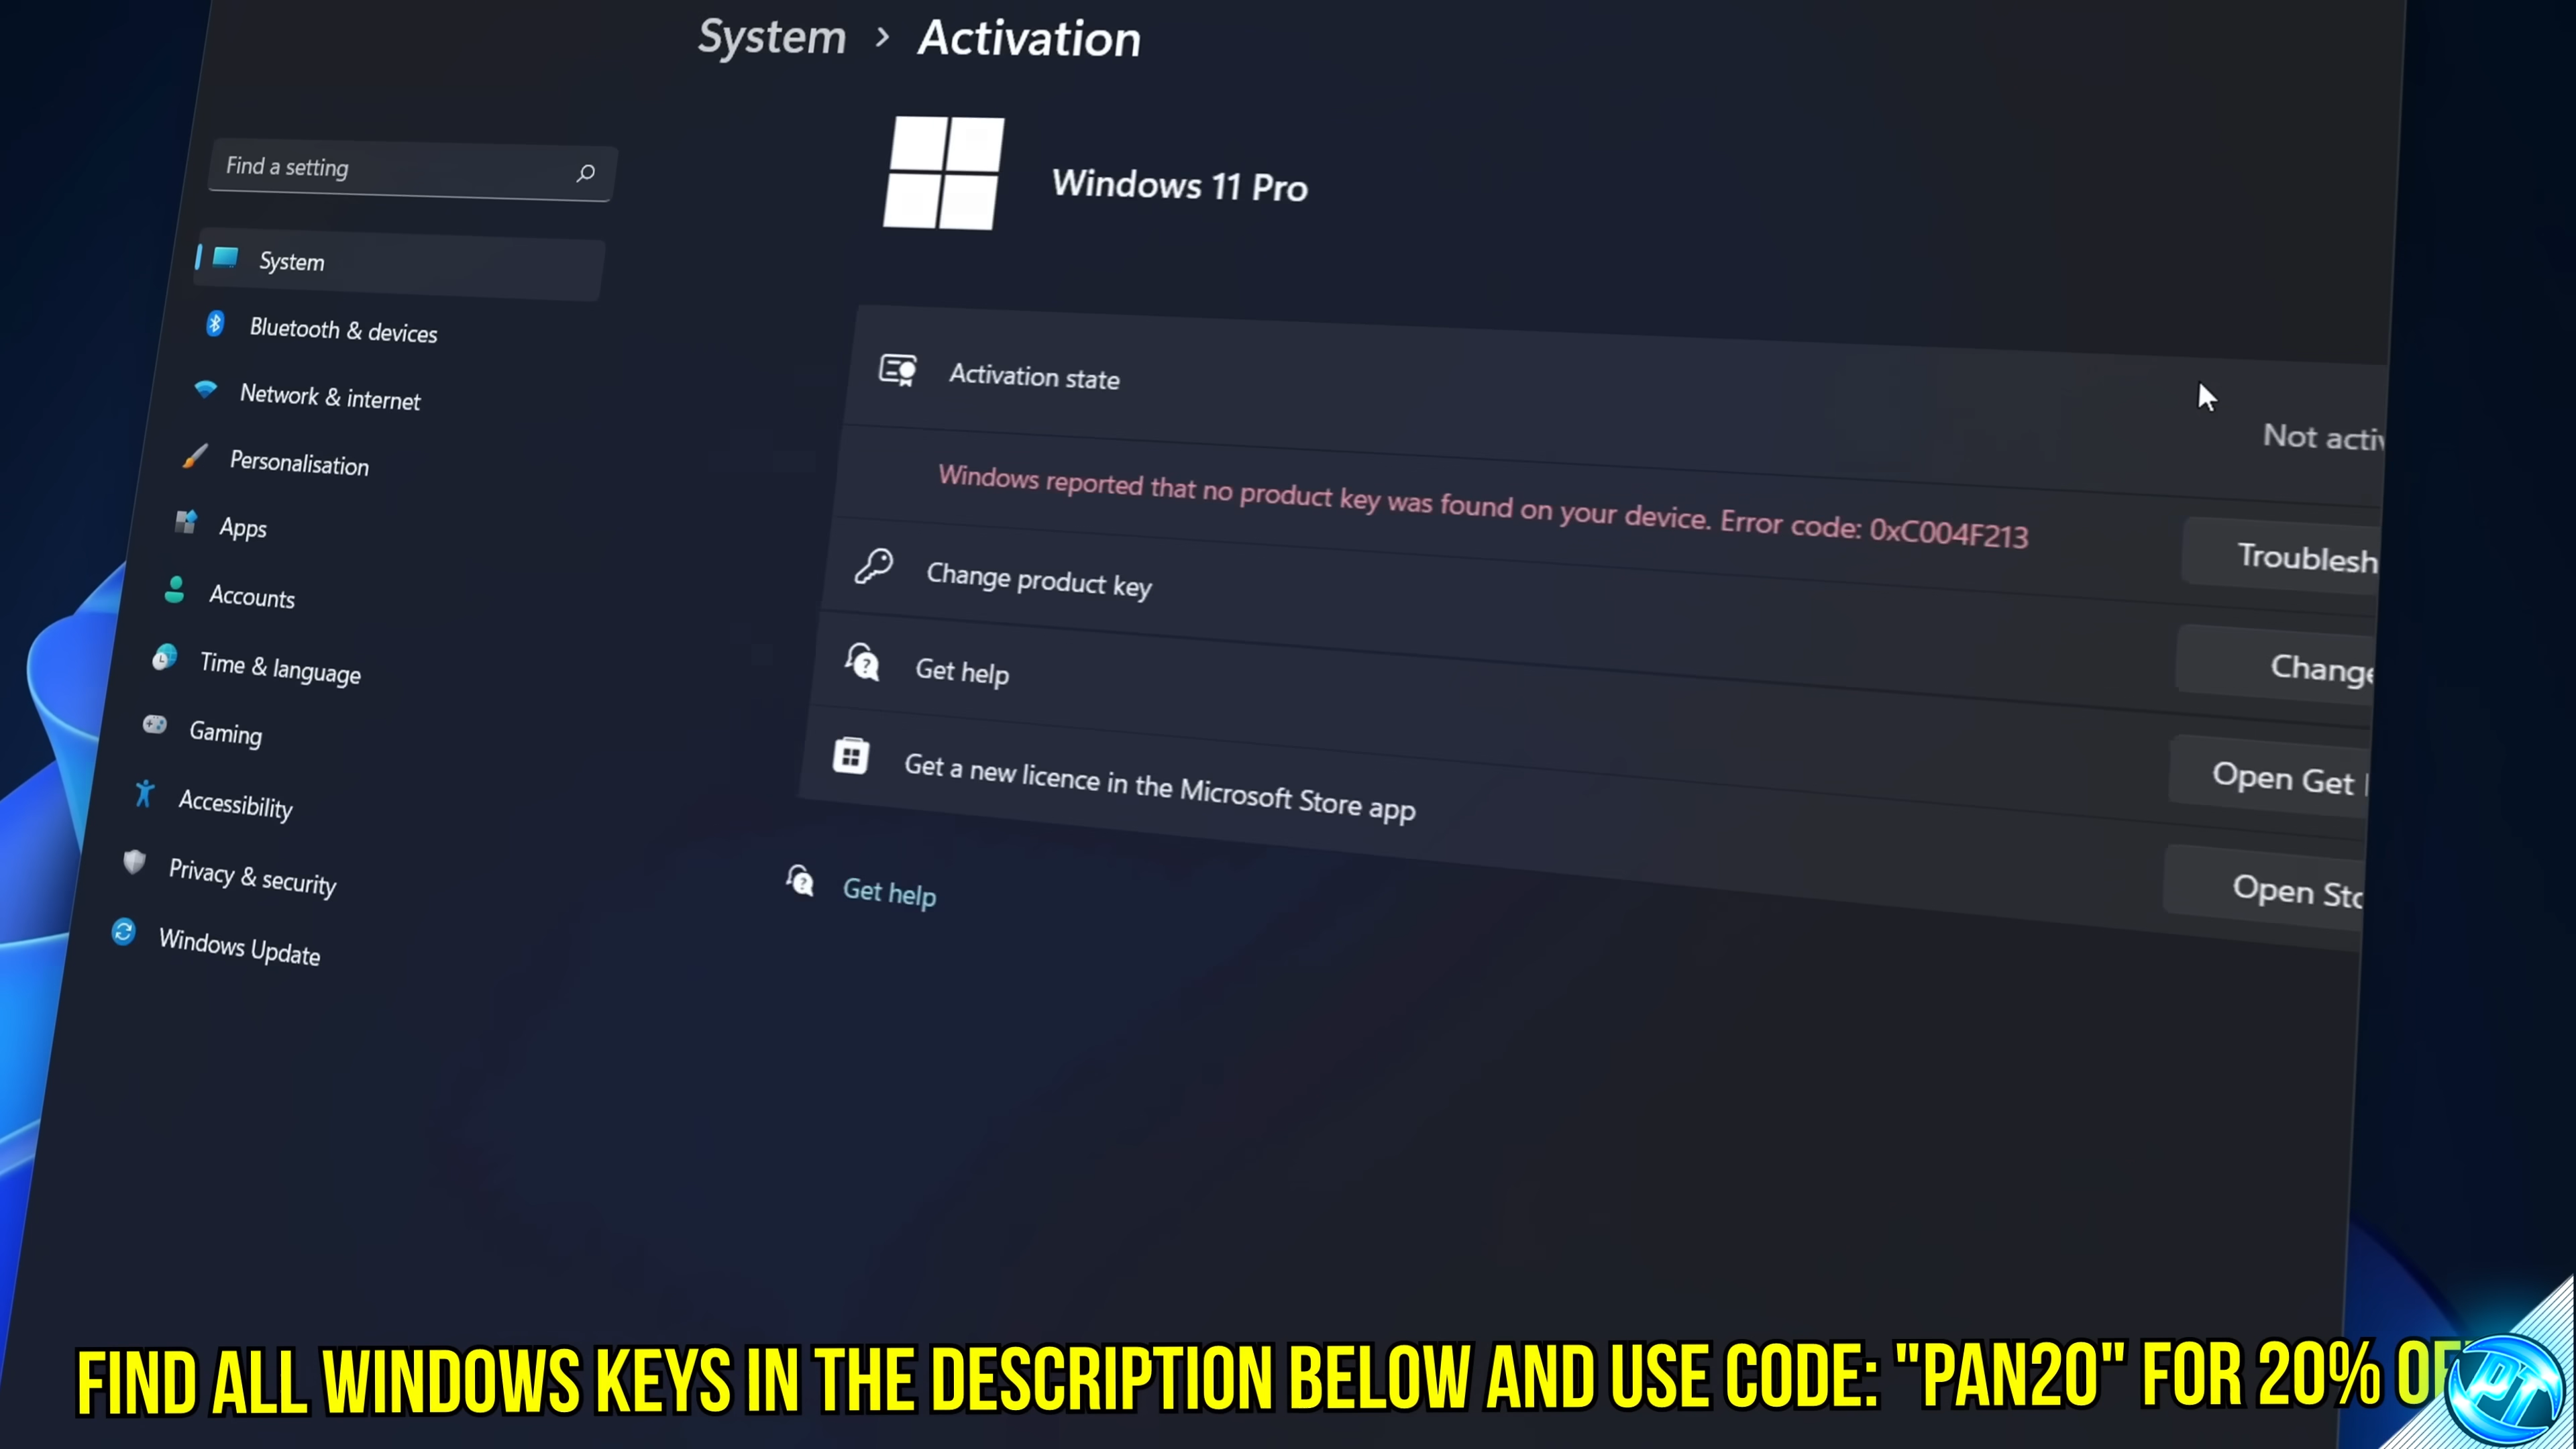 System > Activation
Find a setting
Windows 11 Pro
System
Bluetooth & devices
Network & internet
Personalisation
Apps
Accounts
Time & language
Gaming
Accessibility
Privacy & security
Windows Update
Activation state
Not activ
Windows reported that no product key was found on your device. Error code: 0xC004F213
Troublesh
Change product key
Change
Get help
Open Get
Get a new licence in the Microsoft Store app
Open Sto
Get help
FIND ALL WINDOWS KEYS IN THE DESCRIPTION BELOW AND USE CODE: "PAN20" FOR 20% OF
PT